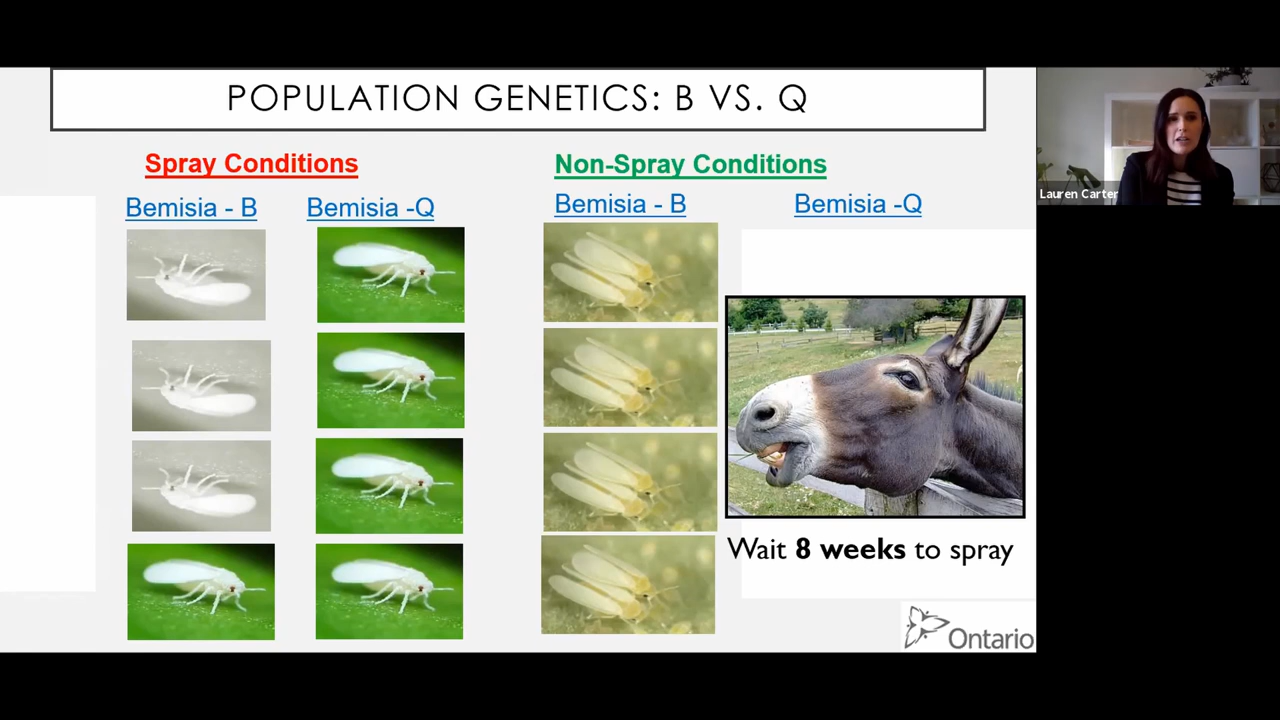 POPULATION GENETICS: B VS. Q
Spray Conditions
Non-Spray Conditions
Bemisia - B
Bemisia -Q
Bemisia - B
Bemisia -Q
Wait 8 weeks to spray
Ontario
Lauren Carter